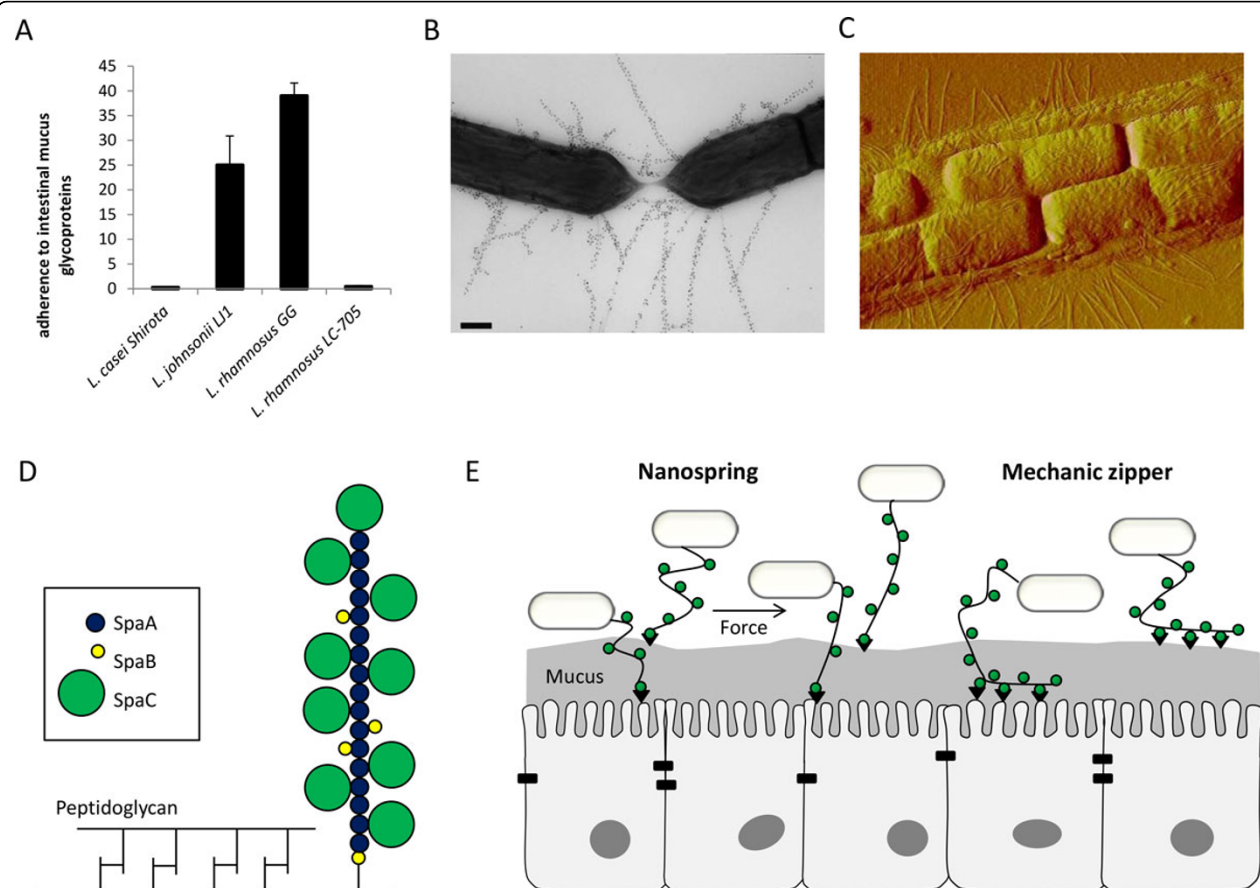 A
B
C
adherence to intestinal mucus
glycoproteins
45
40
35
30
25
20
15
10
5
0
L. casei Shirota
L. johnsonii LJ1
L. rhamnosus GG
L. rhamnosus LC-705
D
SpaA
SpaB
SpaC
Peptidoglycan
E
Nanospring
Mechanic zipper
Force
Mucus